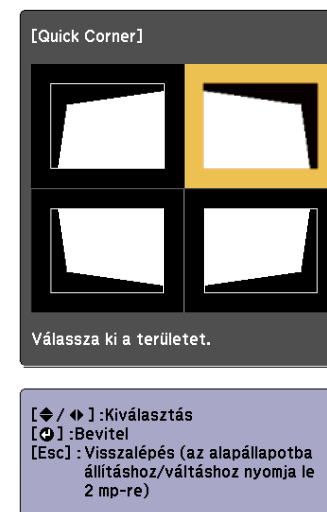 [Quick Corner]
Válassza ki a területet.
[ / ] :Kiválasztás
[ ] :Bevitel
[Esc] : Visszalépés (az alapállapotba
állításhoz/váltáshoz nyomja le
2 mp-re)